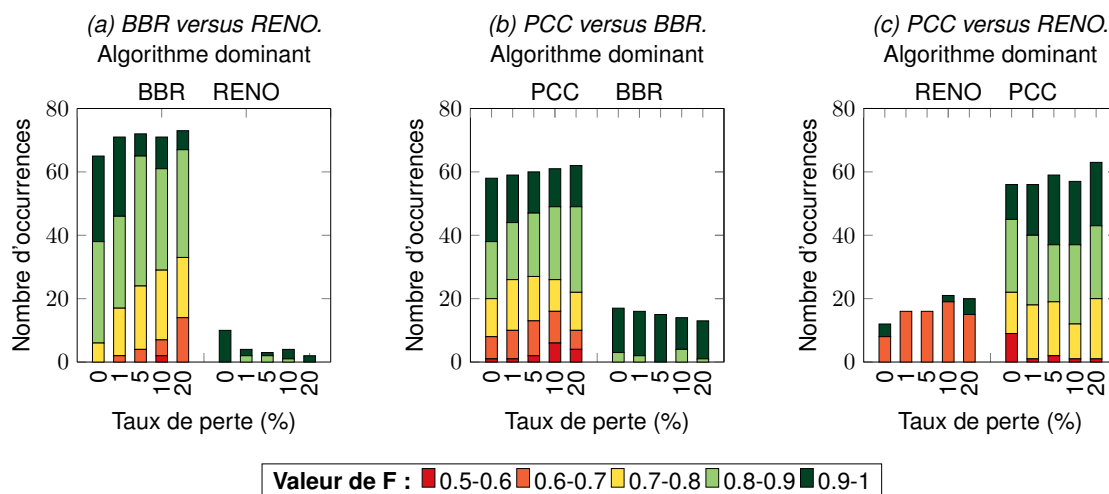 (a) BBR versus RENO.
Algorithme dominant
BBR RENO
80
60
40
20
0
Nombre d'occurrences
0 1 5 10 20 0 1 5 10 20
Taux de perte (%)
(b) PCC versus BBR.
Algorithme dominant
PCC BBR
80
60
40
20
0
Nombre d'occurrences
0 1 5 10 20 0 1 5 10 20
Taux de perte (%)
(c) PCC versus RENO.
Algorithme dominant
RENO PCC
80
60
40
20
0
Nombre d'occurrences
0 1 5 10 20 0 1 5 10 20
Taux de perte (%)
Valeur de F : 0.5-0.6 0.6-0.7 0.7-0.8 0.8-0.9 0.9-1